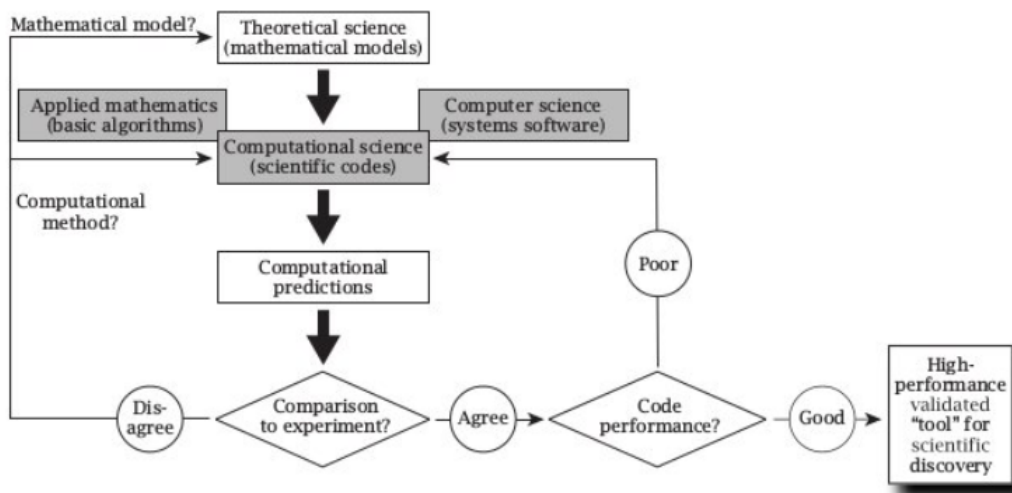 Mathematical model?
Theoretical science
(mathematical models)
Applied mathematics
(basic algorithms)
Computer science
(systems software)
Computational science
(scientific codes)
Computational
method?
Computational
predictions
Poor
Dis-
agree
Comparison
to experiment?
Agree
Code
performance?
Good
High-
performance
validated
“tool” for
scientific
discovery